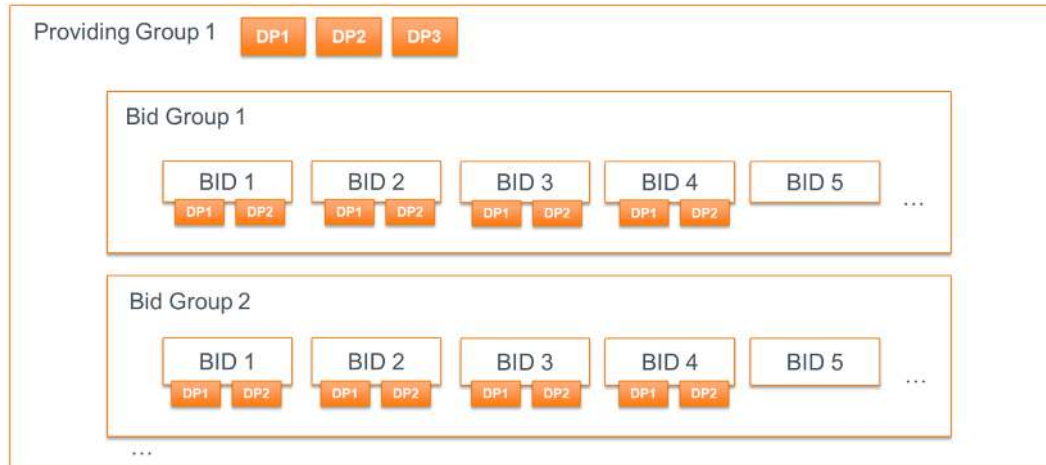 Providing Group 1 DP1 DP2 DP3
Bid Group 1
BID 1 BID 2 BID 3 BID 4 BID 5
DP1 DP2 DP1 DP2 DP1 DP2 DP1 DP2 ...
Bid Group 2
BID 1 BID 2 BID 3 BID 4 BID 5
DP1 DP2 DP1 DP2 DP1 DP2 DP1 DP2 ...
...